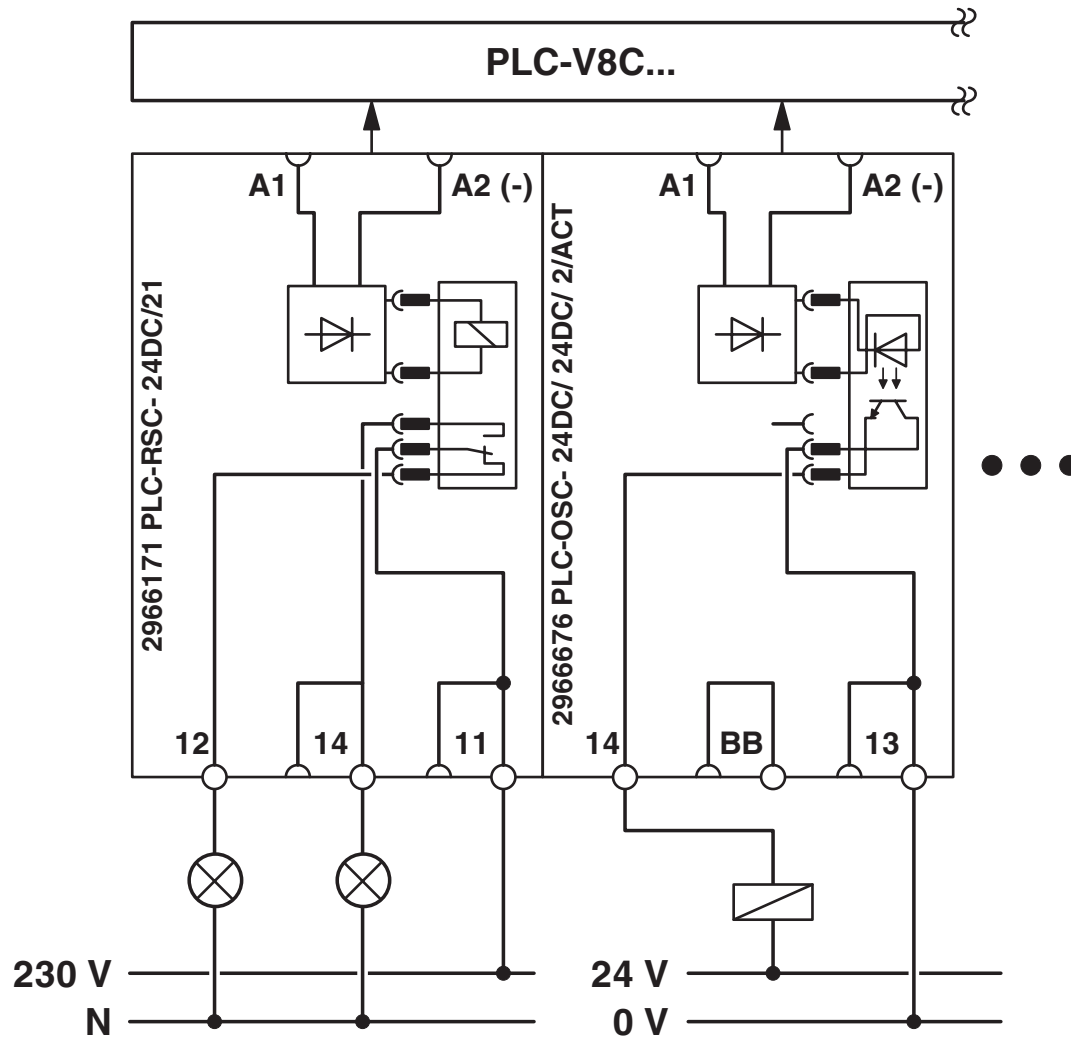 PLC-V8C...
A1
A2 (-)
A1
A2 (-)
2966171 PLC-RSC- 24DC/21
2966676 PLC-OSC- 24DC/ 24DC/ 2/ACT
12
14
11
14
BB
13
230 V
24 V
N
0 V